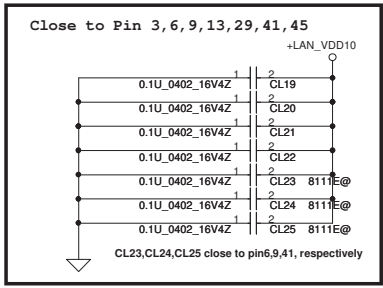 Close to Pin 3,6,9,13,29,41,45
+LAN_VDD10
1 2
0.1U_0402_16V4Z CL19
1 2
0.1U_0402_16V4Z CL20
1 2
0.1U_0402_16V4Z CL21
1 2
0.1U_0402_16V4Z CL22
1 2
0.1U_0402_16V4Z CL23 8111E@
1 2
0.1U_0402_16V4Z CL24 8111E@
1 2
0.1U_0402_16V4Z CL25 8111E@
CL23,CL24,CL25 close to pin6,9,41, respectively